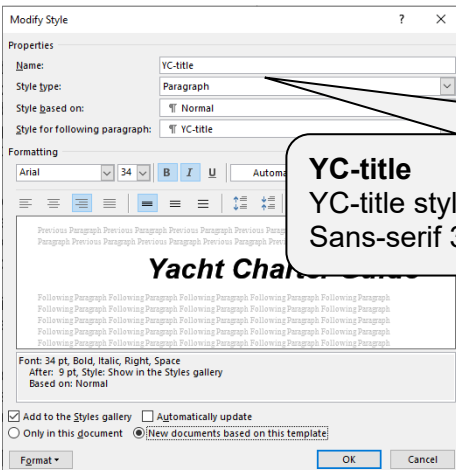 Modify Style ? ×
Properties
Name: YC-title
Style type: Paragraph
Style based on: ¶ Normal
Style for following paragraph: ¶ YC-title
Formatting
Arial 34 B I U Automa
YC-title
YC-title styl
Sans-serif 3
Previous Paragraph Previous Paragraph Previous Paragraph Previous Paragraph Previous Paragraph
Paragraph Previous Paragraph Previous Paragraph Previous Paragraph Previous Paragraph
Yacht Charter Guide
Following Paragraph Following Paragraph Following Paragraph Following Paragraph Following Paragraph
Following Paragraph Following Paragraph Following Paragraph Following Paragraph Following Paragraph
Following Paragraph Following Paragraph Following Paragraph Following Paragraph Following Paragraph
Following Paragraph Following Paragraph Following Paragraph Following Paragraph Following Paragraph
Following Paragraph Following Paragraph Following Paragraph Following Paragraph Following Paragraph
Font: 34 pt, Bold, Italic, Right, Space
After: 9 pt, Style: Show in the Styles gallery
Based on: Normal
Add to the Styles gallery Automatically update
Only in this document New documents based on this template
Format OK Cancel